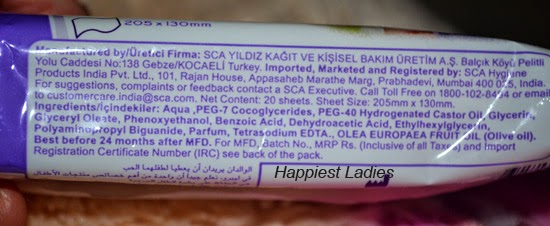 205 x 130mm
Manufactured by/Üretici Firma: SCA YILDIZ KAĞIT VE KİŞİSEL BAKIM ÜRETİM A.Ş. Balçık Köyü Pelitli
Yolu Caddesi No:138 Gebze/KOCAELİ Turkey. Imported, Marketed and Registered by: SCA Hygiene
Products India Pvt. Ltd., 101, Rajan House, Appasaheb Marathe Marg, Prabhadevi, Mumbai 400 025, India.
For suggestions, complaints or feedback contact a SCA Executive. Call Toll Free on 1800-102-8484 or email
to customercare.india@sca.com. Net Content: 20 sheets. Sheet Size: 205mm x 130mm.
Ingredients/İçindekiler: Aqua, PEG-7 Cocoglycerides, PEG-40 Hydrogenated Castor Oil, Glycerin,
Glyceryl Oleate, Phenoxyethanol, Benzoic Acid, Dehydroacetic Acid, Ethylhexylglycerin,
Polyaminopropyl Biguanide, Parfum, Tetrasodium EDTA., OLEA EUROPAEA FRUIT OIL (Olive oil).
Best before 24 months after MFD. For MFD, Batch No., MRP Rs. (Inclusive of all Taxes) and Import
Registration Certificate Number (IRC) see back of the pack.
الوالدان يريدان أن يعطيا لطفلهما الحب
Happiest Ladies